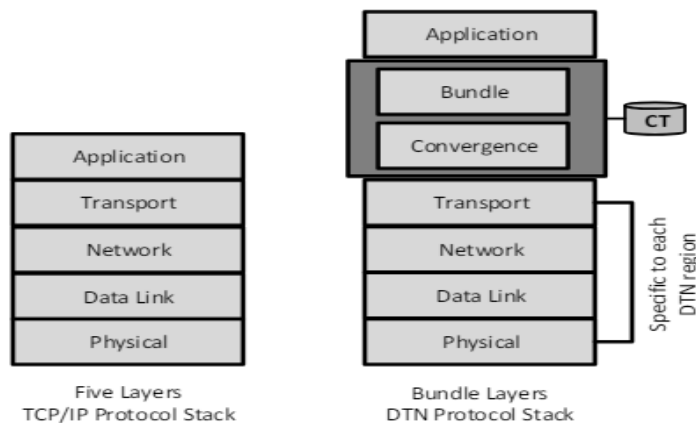 Application
Transport
Network
Data Link
Physical
Five Layers
TCP/IP Protocol Stack
Application
Bundle
Convergence
CT
Transport
Network
Data Link
Physical
Specific to each
DTN region
Bundle Layers
DTN Protocol Stack